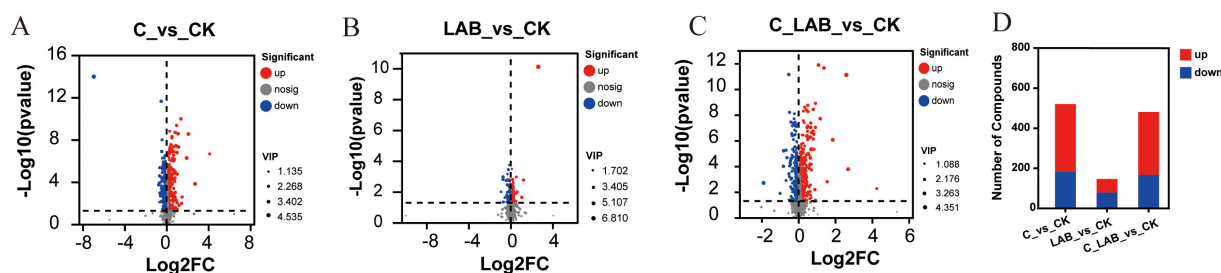 A
C_vs_CK
-Log10(pvalue)
16
12
8
4
0
-8
-4
0
4
8
Log2FC
Significant
up
nosig
down
VIP
1.135
2.268
3.402
4.535
B
LAB_vs_CK
-Log10(pvalue)
10
8
6
4
2
0
-8
-4
0
4
8
Log2FC
Significant
up
nosig
down
VIP
1.702
3.405
5.107
6.810
C
C_LAB_vs_CK
-Log10(pvalue)
12
10
8
6
4
2
0
-2
0
2
4
6
Log2FC
Significant
up
nosig
down
VIP
1.088
2.176
3.263
4.351
D
Number of Compounds
800
600
400
200
0
C_vs_CK
LAB_vs_CK
C_LAB_vs_CK
up
down